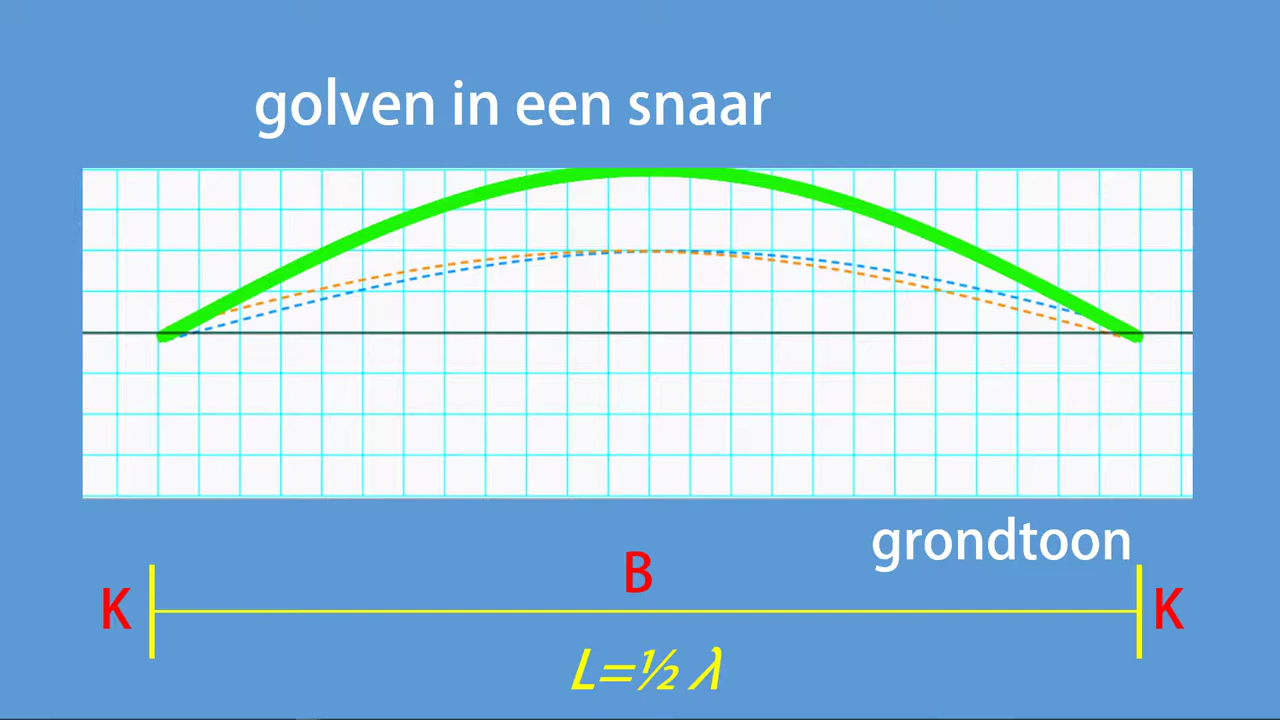 golven in een snaar
grondtoon
B
K K
L=½ λ